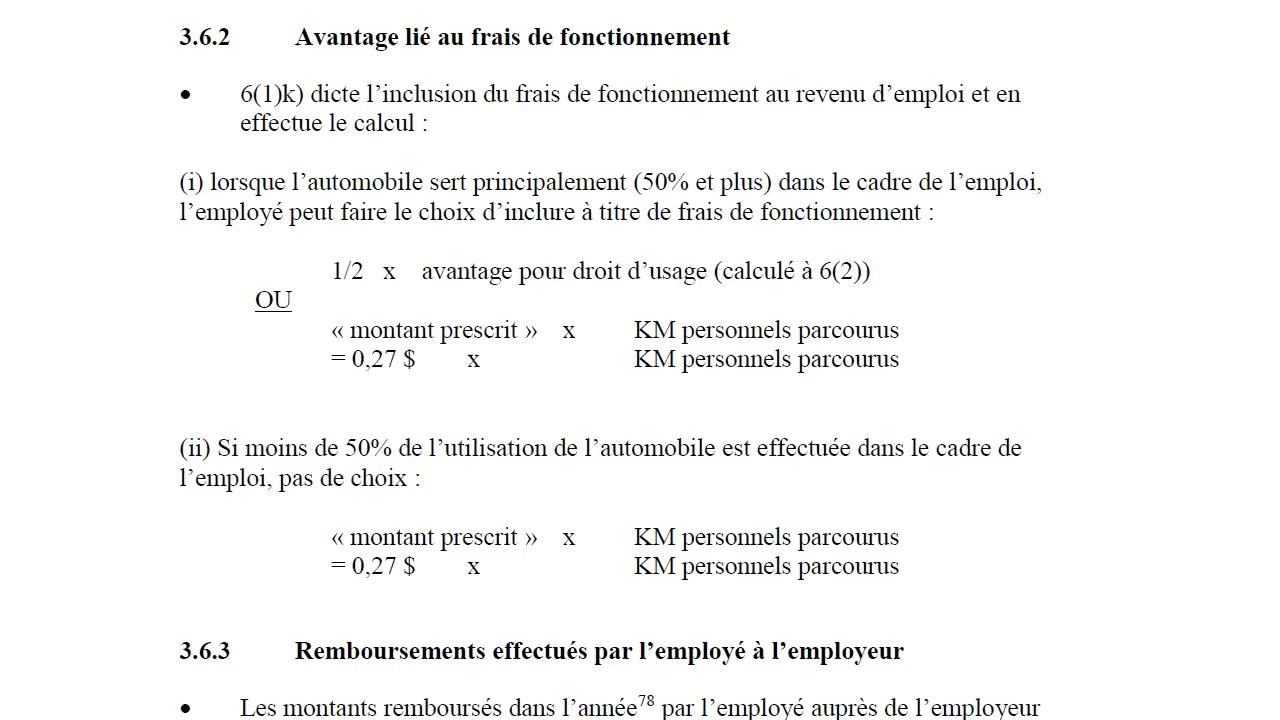 3.6.2 Avantage lié au frais de fonctionnement
• 6(1)k) dicte l’inclusion du frais de fonctionnement au revenu d’emploi et en
effectue le calcul :
(i) lorsque l’automobile sert principalement (50% et plus) dans le cadre de l’emploi,
l’employé peut faire le choix d’inclure à titre de frais de fonctionnement :
1/2 x avantage pour droit d’usage (calculé à 6(2))
OU
« montant prescrit » x KM personnels parcourus
= 0,27 $ x KM personnels parcourus
(ii) Si moins de 50% de l’utilisation de l’automobile est effectuée dans le cadre de
l’emploi, pas de choix :
« montant prescrit » x KM personnels parcourus
= 0,27 $ x KM personnels parcourus
3.6.3 Remboursements effectués par l’employé à l’employeur
• Les montants remboursés dans l’année78 par l’employé auprès de l’employeur